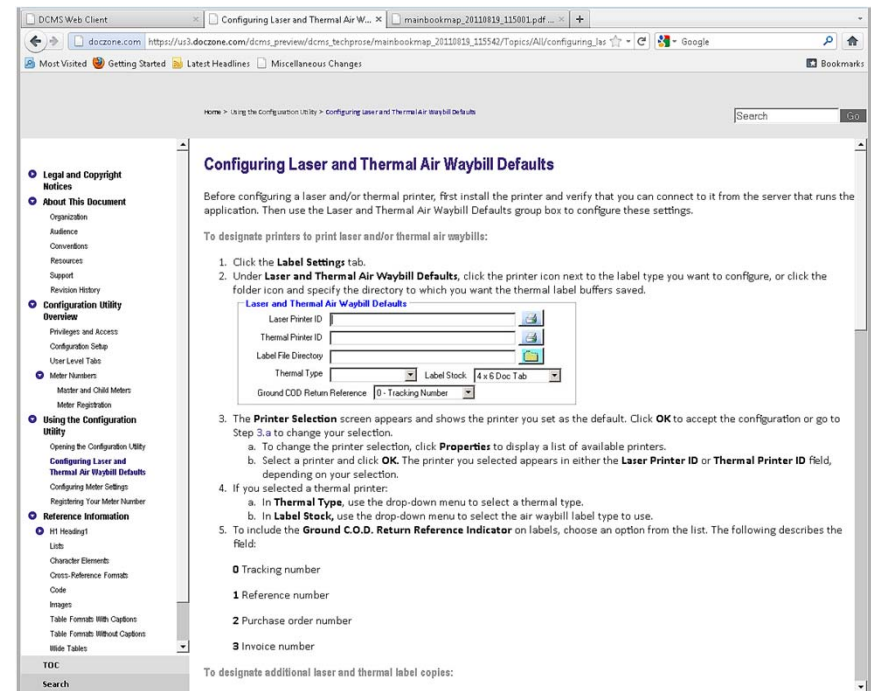 DCMS Web Client
Configuring Laser and Thermal Air W...
mainbookmap_20110819_115001.pdf ...
doczone.com https://us3.doczone.com/dcms_preview/dcms_techprose/mainbookmap_20110819_115542/Topics/All/configuring_las
Google
Most Visited Getting Started Latest Headlines Miscellaneous Changes
Bookmarks
Home > Using the Configuration Utility > Configuring Laser and Thermal Air Waybill Defaults
Search Go
Legal and Copyright
Notices
About This Document
Organization
Audience
Conventions
Resources
Support
Revision History
Configuration Utility
Overview
Privileges and Access
Configuration Setup
User Level Tabs
Meter Numbers
Master and Child Meters
Meter Registration
Using the Configuration
Utility
Opening the Configuration Utility
Configuring Laser and
Thermal Air Waybill Defaults
Configuring Meter Settings
Registering Your Meter Number
Reference Information
H1 Heading1
Lists
Character Elements
Cross-Reference Formats
Code
Images
Table Formats With Captions
Table Formats Without Captions
Wide Tables
TOC
Search
Configuring Laser and Thermal Air Waybill Defaults
Before configuring a laser and/or thermal printer, first install the printer and verify that you can connect to it from the server that runs the
application. Then use the Laser and Thermal Air Waybill Defaults group box to configure these settings.
To designate printers to print laser and/or thermal air waybills:
1. Click the Label Settings tab.
2. Under Laser and Thermal Air Waybill Defaults, click the printer icon next to the label type you want to configure, or click the
folder icon and specify the directory to which you want the thermal label buffers saved.
Laser and Thermal Air Waybill Defaults
Laser Printer ID
Thermal Printer ID
Label File Directory
Thermal Type Label Stock 4 x 6 Doc Tab
Ground COD Return Reference 0 - Tracking Number
3. The Printer Selection screen appears and shows the printer you set as the default. Click OK to accept the configuration or go to
Step 3.a to change your selection.
a. To change the printer selection, click Properties to display a list of available printers.
b. Select a printer and click OK. The printer you selected appears in either the Laser Printer ID or Thermal Printer ID field,
depending on your selection.
4. If you selected a thermal printer:
a. In Thermal Type, use the drop-down menu to select a thermal type.
b. In Label Stock, use the drop-down menu to select the air waybill label type to use.
5. To include the Ground C.O.D. Return Reference Indicator on labels, choose an option from the list. The following describes the
field:
0 Tracking number
1 Reference number
2 Purchase order number
3 Invoice number
To designate additional laser and thermal label copies: